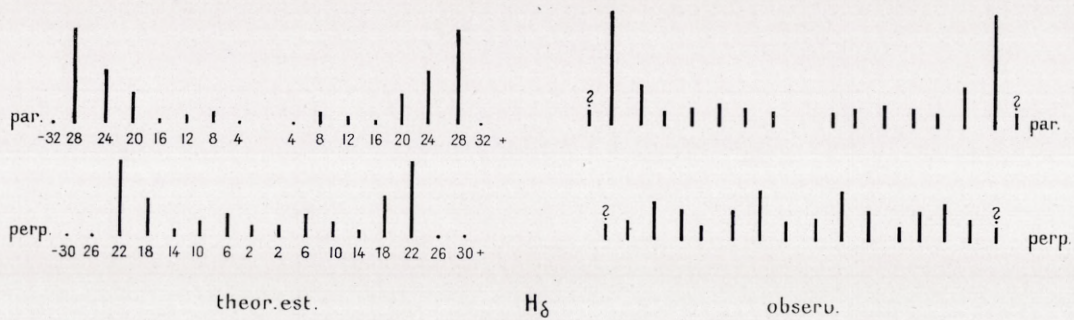 ? ?
par. par.
-32 28 24 20 16 12 8 4 4 8 12 16 20 24 28 32 +
? ?
perp. perp.
-30 26 22 18 14 10 6 2 2 6 10 14 18 22 26 30 +
theor. est. Hδ observ.